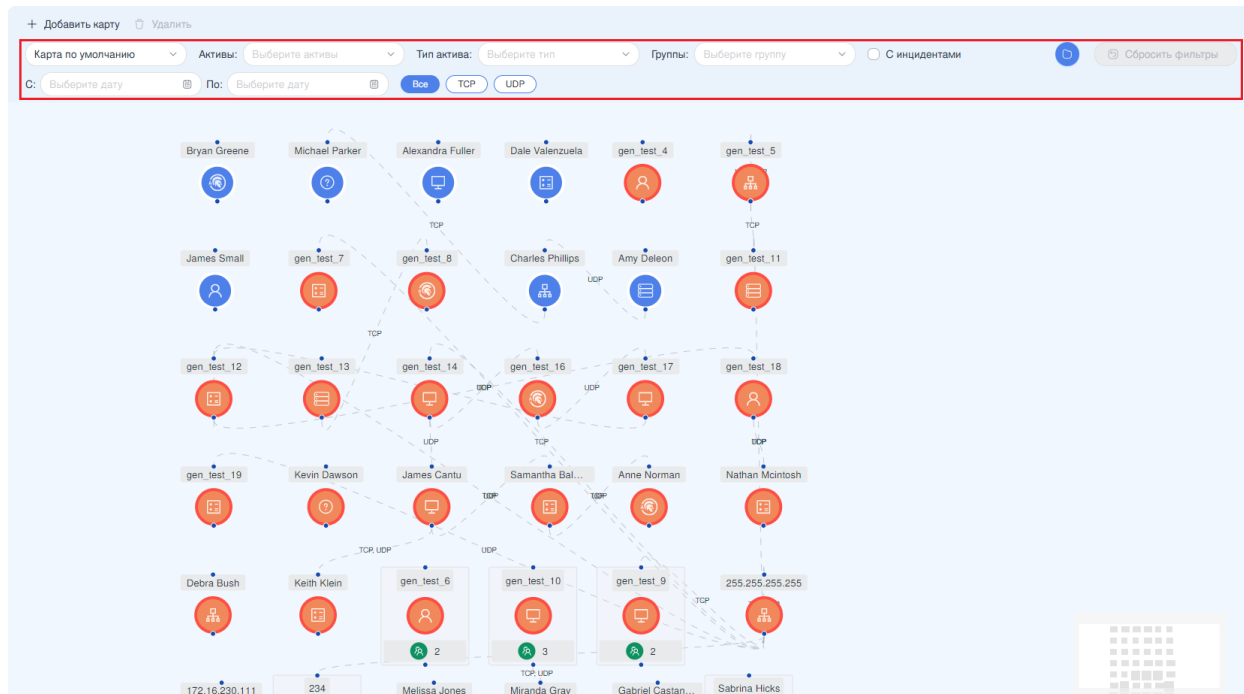 + Добавить карту Удалить
Карта по умолчанию Активы: Выберите активы Тип актива: Выберите тип Группы: Выберите группу С инцидентами Сбросить фильтры
С: Выберите дату По: Выберите дату Все TCP UDP
Bryan Greene Michael Parker Alexandra Fuller Dale Valenzuela gen_test_4 gen_test_5
TCP TCP
James Small gen_test_7 gen_test_8 Charles Phillips Amy Deleon gen_test_11
UDP
TCP
gen_test_12 gen_test_13 gen_test_14 gen_test_16 gen_test_17 gen_test_18
UDP
UDP TCP
gen_test_19 Kevin Dawson James Cantu Samantha Bal... Anne Norman Nathan Mcintosh
TCP, UDP UDP
Debra Bush Keith Klein gen_test_6 gen_test_10 gen_test_9 255.255.255.255
TCP
2 3 2
TCP, UDP
172.16.230.111 234 Melissa Jones Miranda Gray Gabriel Castan... Sabrina Hicks